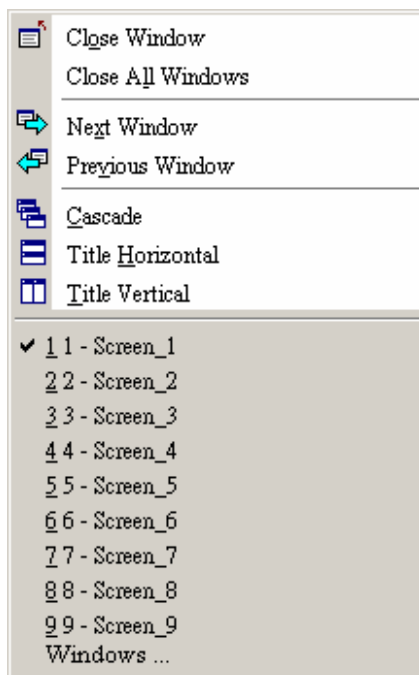 Close Window
Close All Windows
Next Window
Previous Window
Cascade
Title Horizontal
Title Vertical
1 1 - Screen_1
2 2 - Screen_2
3 3 - Screen_3
4 4 - Screen_4
5 5 - Screen_5
6 6 - Screen_6
7 7 - Screen_7
8 8 - Screen_8
9 9 - Screen_9
Windows ...